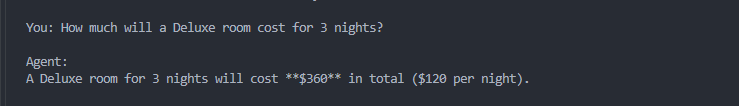 You: How much will a Deluxe room cost for 3 nights?
Agent:
A Deluxe room for 3 nights will cost **$360** in total ($120 per night).